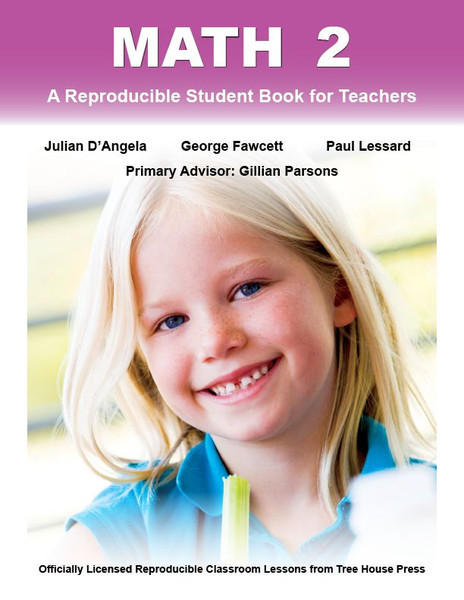 MATH 2
A Reproducible Student Book for Teachers
Julian D'Angela George Fawcett Paul Lessard
Primary Advisor: Gillian Parsons
Officially Licensed Reproducible Classroom Lessons from Tree House Press